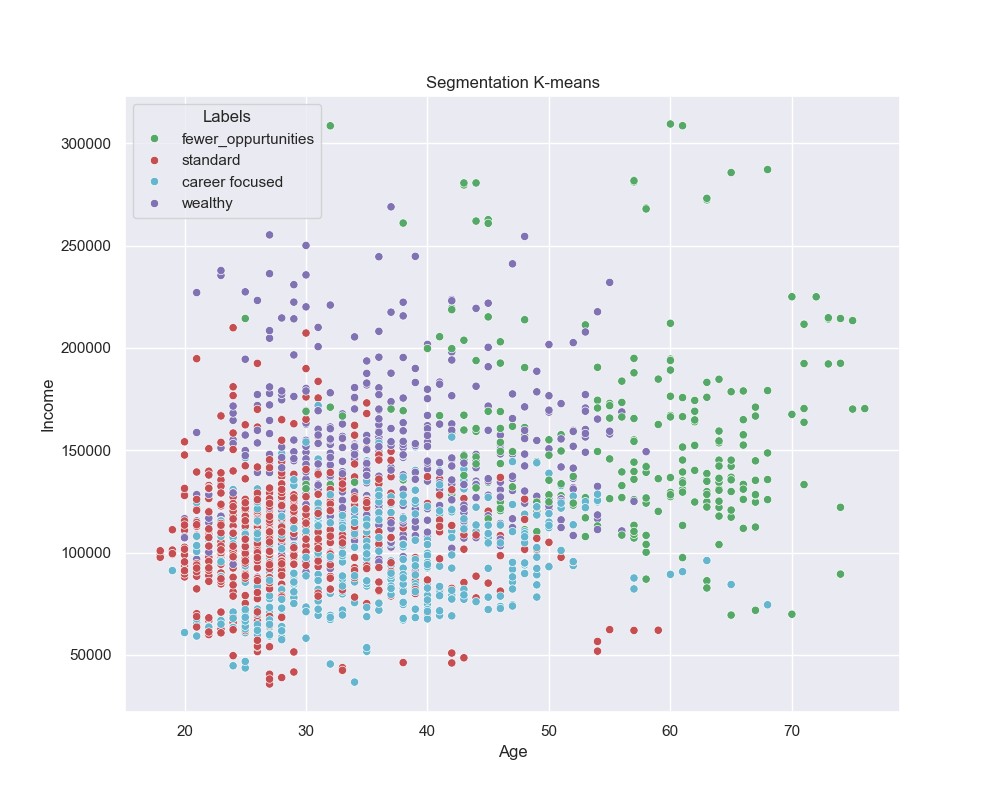 Segmentation K-means
Labels
fewer_oppurtunities
standard
career focused
wealthy
300000
250000
200000
150000
100000
50000
Income
20 30 40 50 60 70
Age